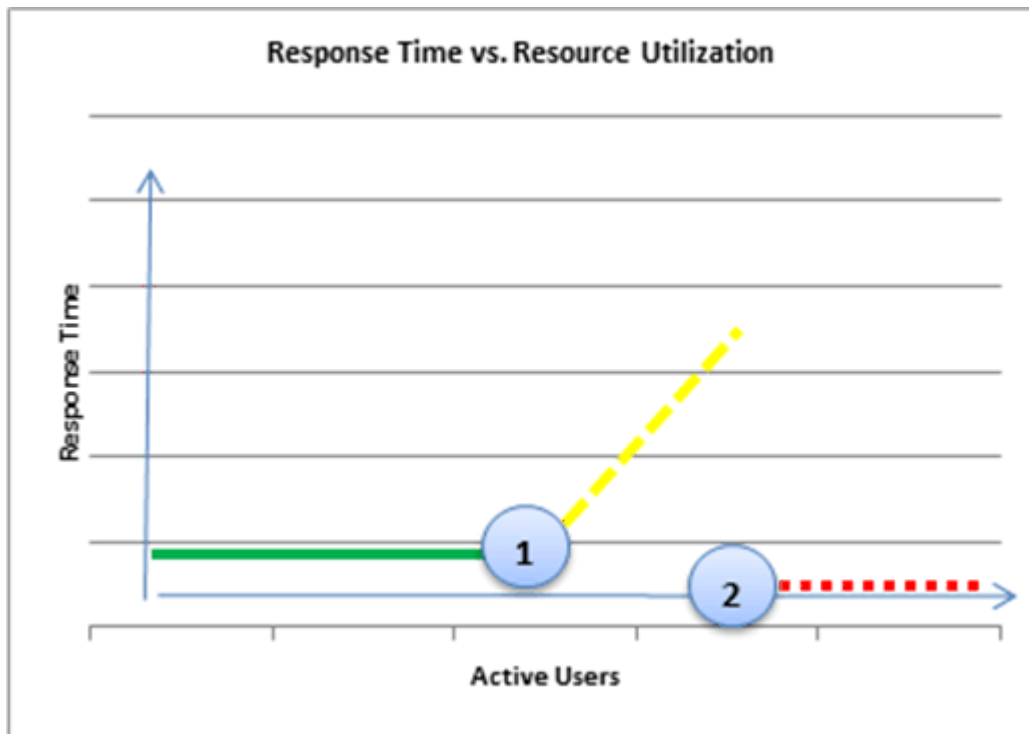 Response Time vs. Resource Utilization
Response Time
1
2
Active Users